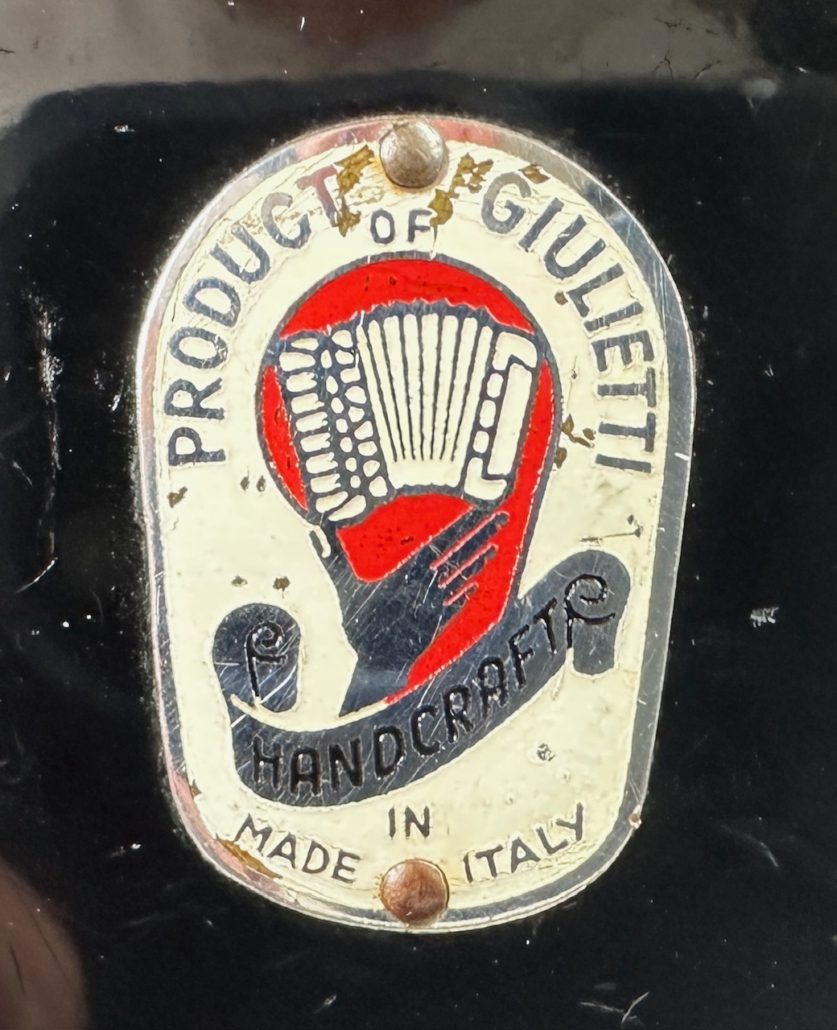 PRODUCT OF GIULIETTI
HANDCRAFT
MADE IN ITALY